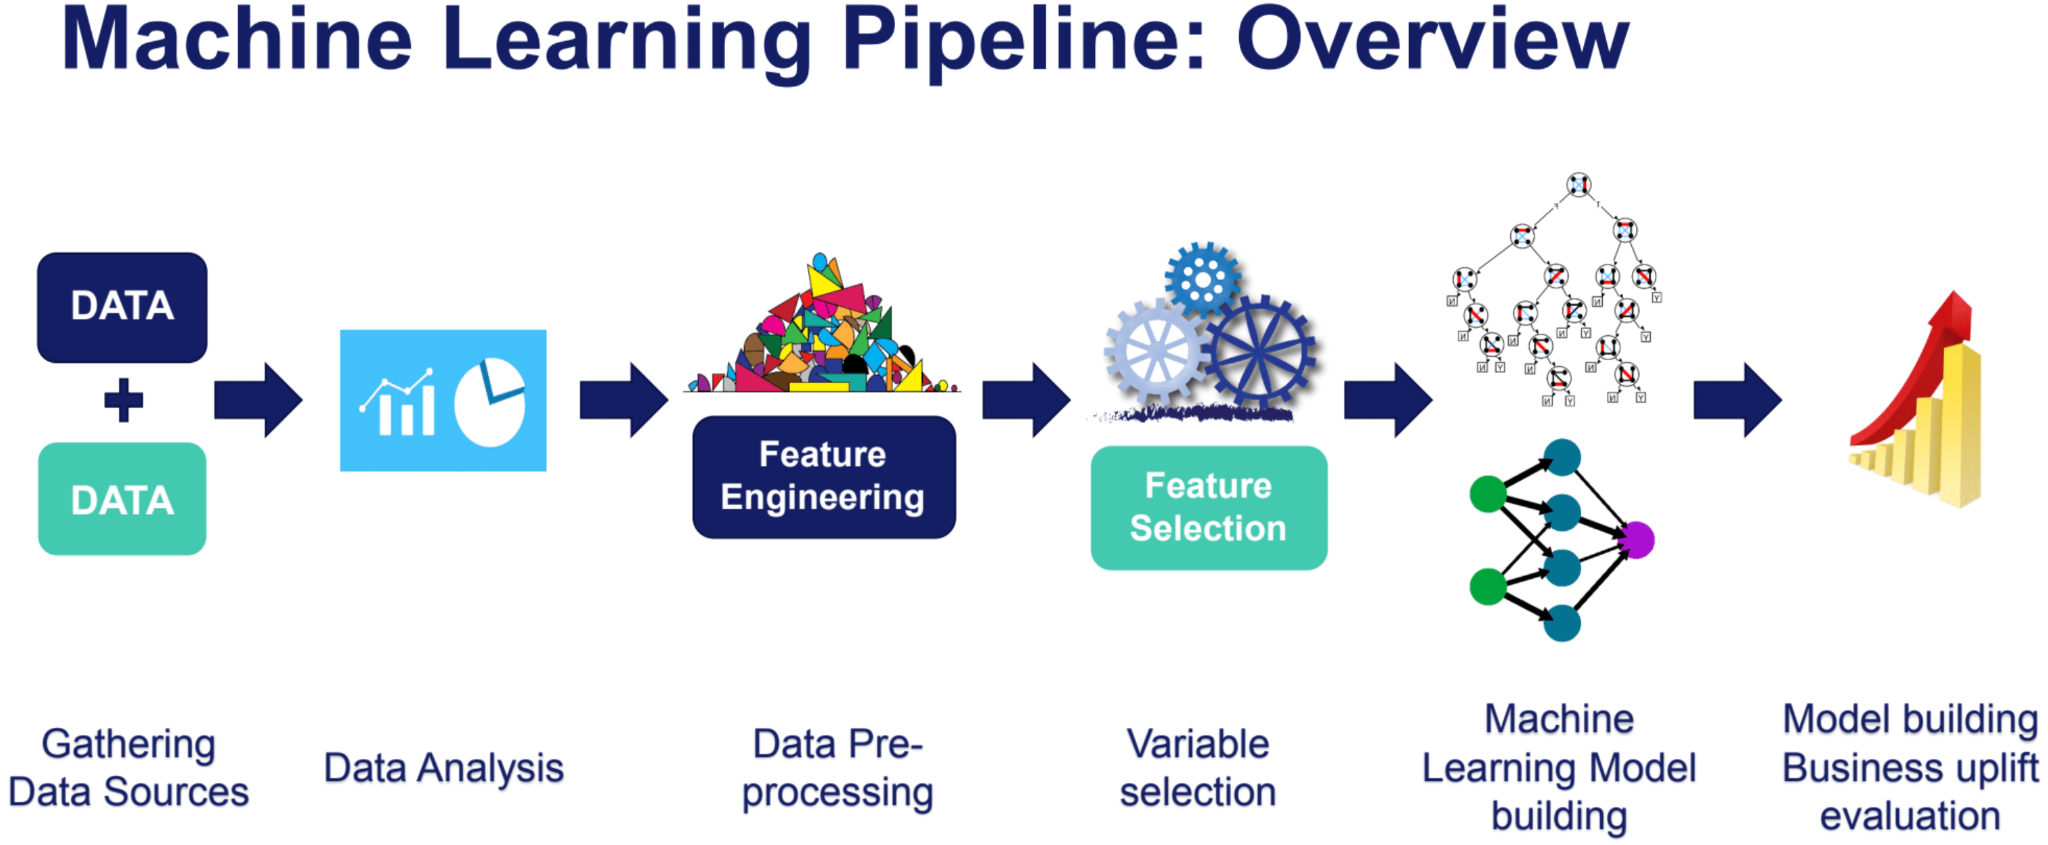 Machine Learning Pipeline: Overview
DATA
+
DATA
Feature
Engineering
Feature
Selection
Gathering
Data Sources
Data Analysis
Data Pre-
processing
Variable
selection
Machine
Learning Model
building
Model building
Business uplift
evaluation